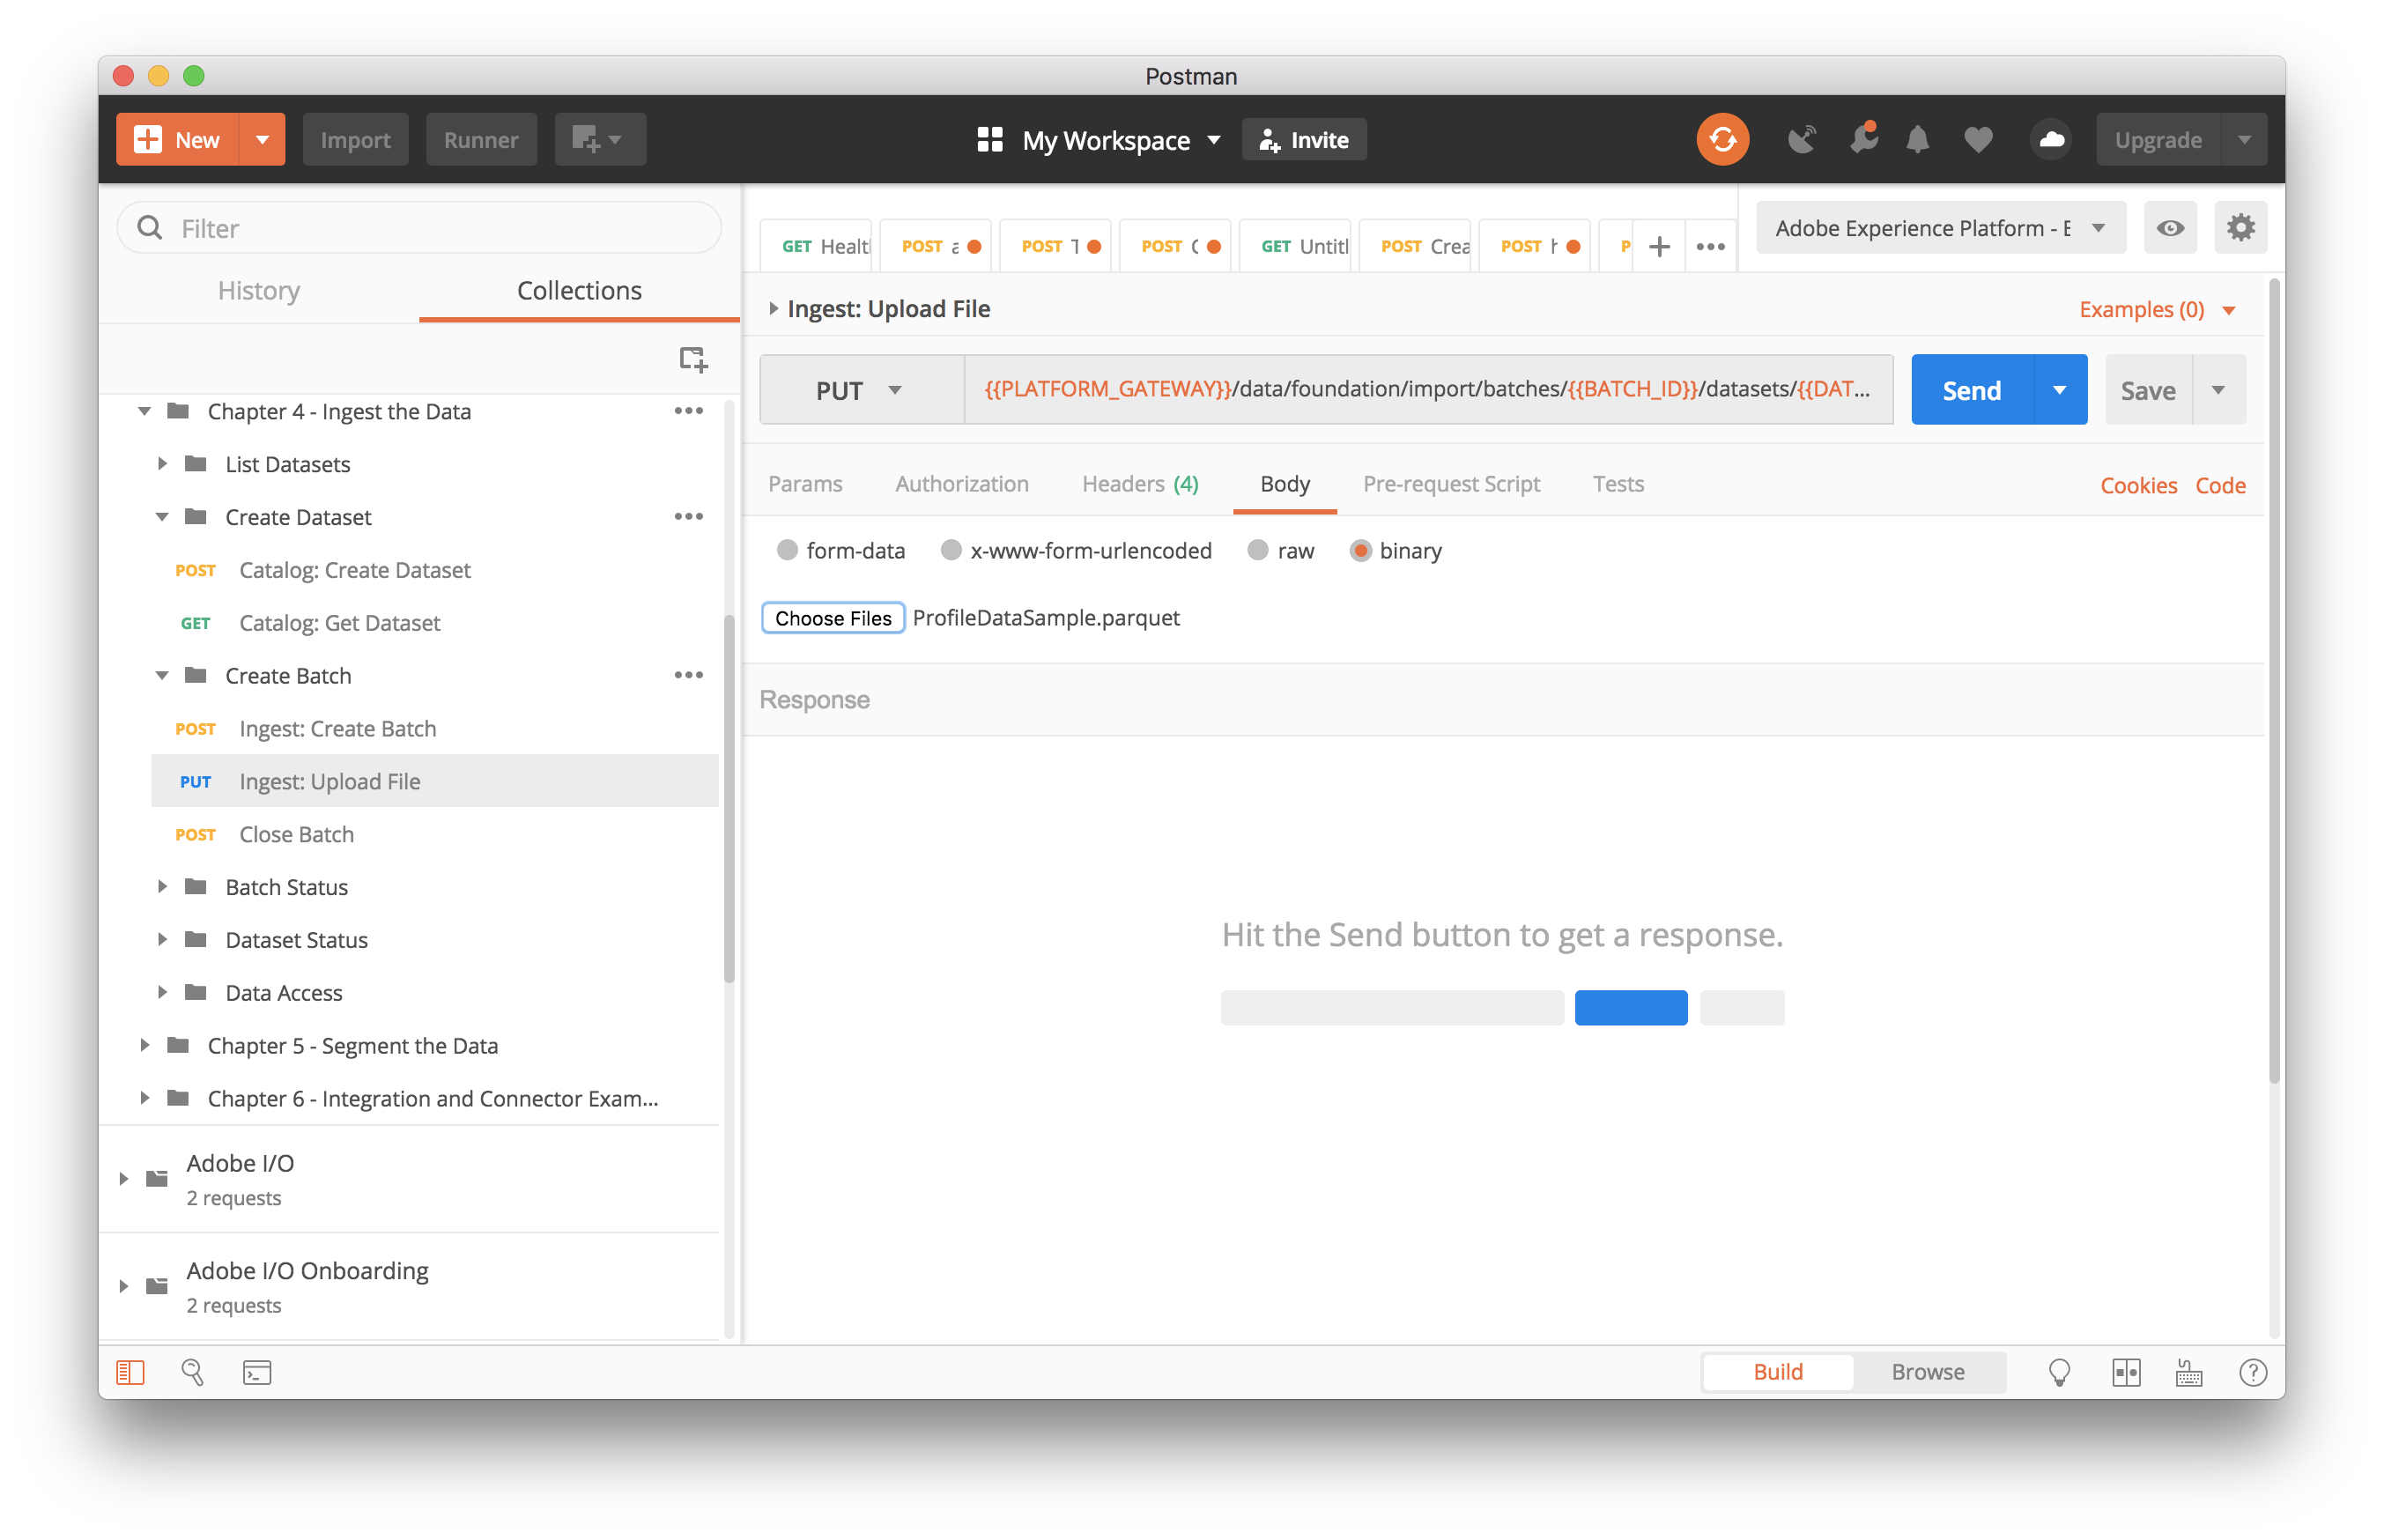 Postman
New
Import
Runner
My Workspace
Invite
Upgrade
Filter
History
Collections
Chapter 4 - Ingest the Data
List Datasets
Create Dataset
POST Catalog: Create Dataset
GET Catalog: Get Dataset
Create Batch
POST Ingest: Create Batch
PUT Ingest: Upload File
POST Close Batch
Batch Status
Dataset Status
Data Access
Chapter 5 - Segment the Data
Chapter 6 - Integration and Connector Exam...
Adobe I/O
2 requests
Adobe I/O Onboarding
2 requests
GET Healt
POST a
POST
POST
GET Untitl
POST Crea
POST h
P
Adobe Experience Platform - E
Ingest: Upload File
Examples (0)
PUT
{{PLATFORM_GATEWAY}}/data/foundation/import/batches/{{BATCH_ID}}/datasets/{{DAT...
Send
Save
Params
Authorization
Headers (4)
Body
Pre-request Script
Tests
Cookies
Code
form-data
x-www-form-urlencoded
raw
binary
Choose Files ProfileDataSample.parquet
Response
Hit the Send button to get a response.
Build
Browse